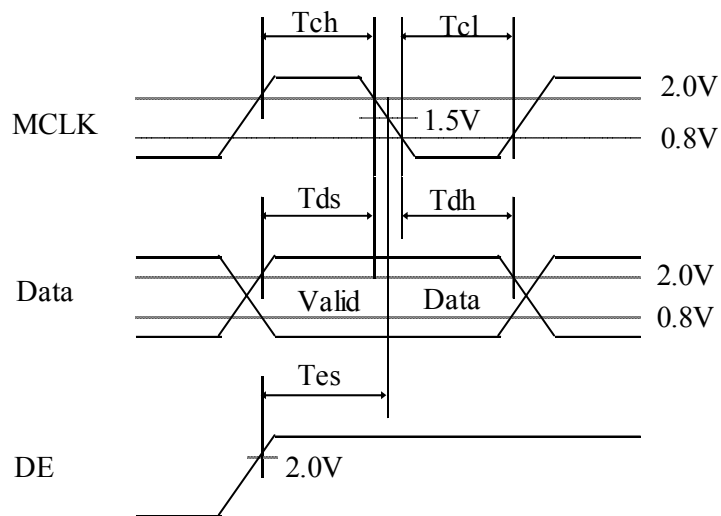 Tch Tcl
2.0V
MCLK 1.5V
0.8V
Tds Tdh
Data 2.0V
Valid Data
0.8V
Tes
DE 2.0V